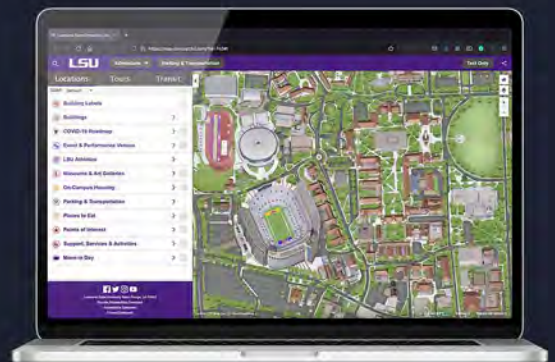 LSU
Admissions
Parking & Transportation
Text Only
Locations
Tours
Transit
Building Labels
Buildings
COVID-19 Roadmap
Event & Performance Venues
LSU Athletics
Museums & Art Galleries
On-Campus Housing
Parking & Transportation
Places to Eat
Points of Interest
Support, Services & Activities
Move-in Day